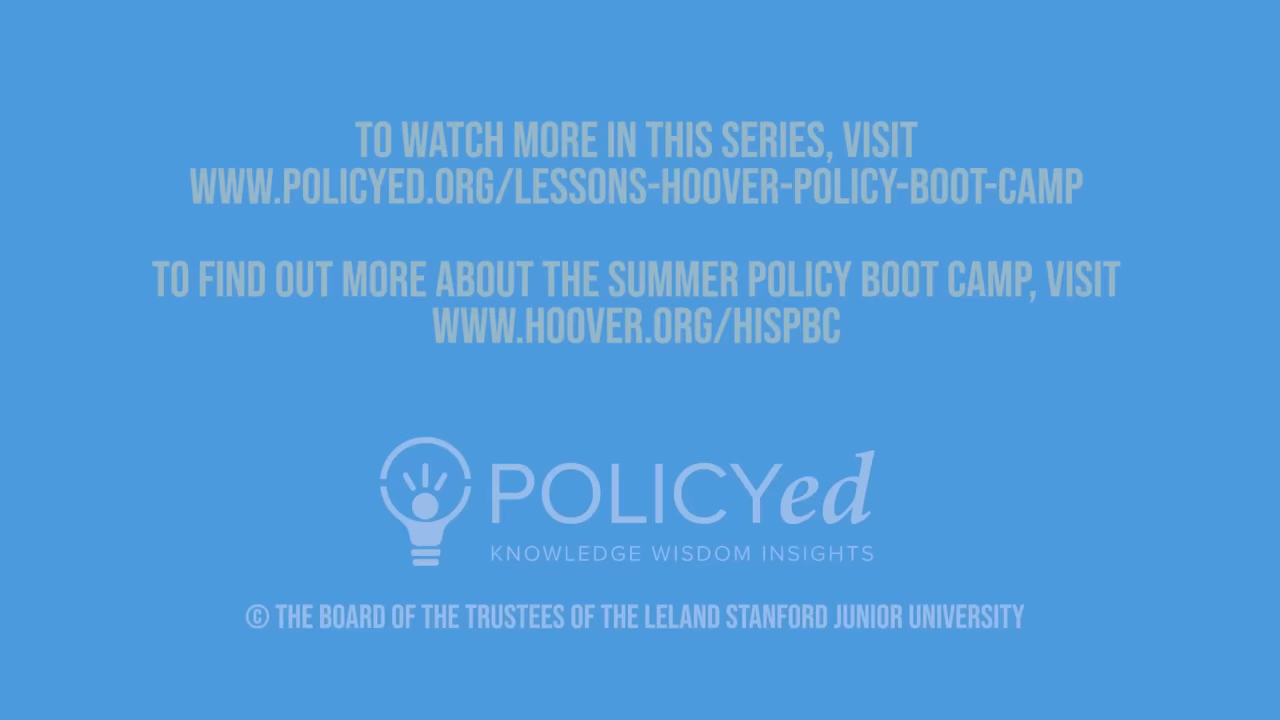 TO WATCH MORE IN THIS SERIES, VISIT
WWW.POLICYED.ORG/LESSONS-HOOVER-POLICY-BOOT-CAMP
TO FIND OUT MORE ABOUT THE SUMMER POLICY BOOT CAMP, VISIT
WWW.HOOVER.ORG/HISPBC
POLICYed
KNOWLEDGE WISDOM INSIGHTS
© THE BOARD OF THE TRUSTEES OF THE LELAND STANFORD JUNIOR UNIVERSITY